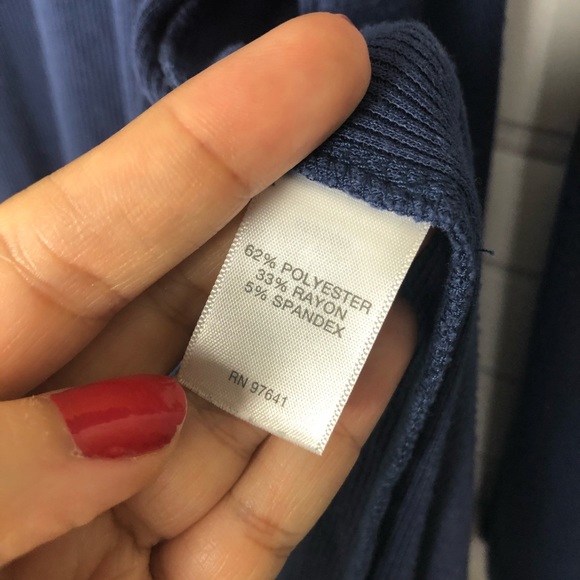 62% POLYESTER
33% RAYON
5% SPANDEX
RN 97641